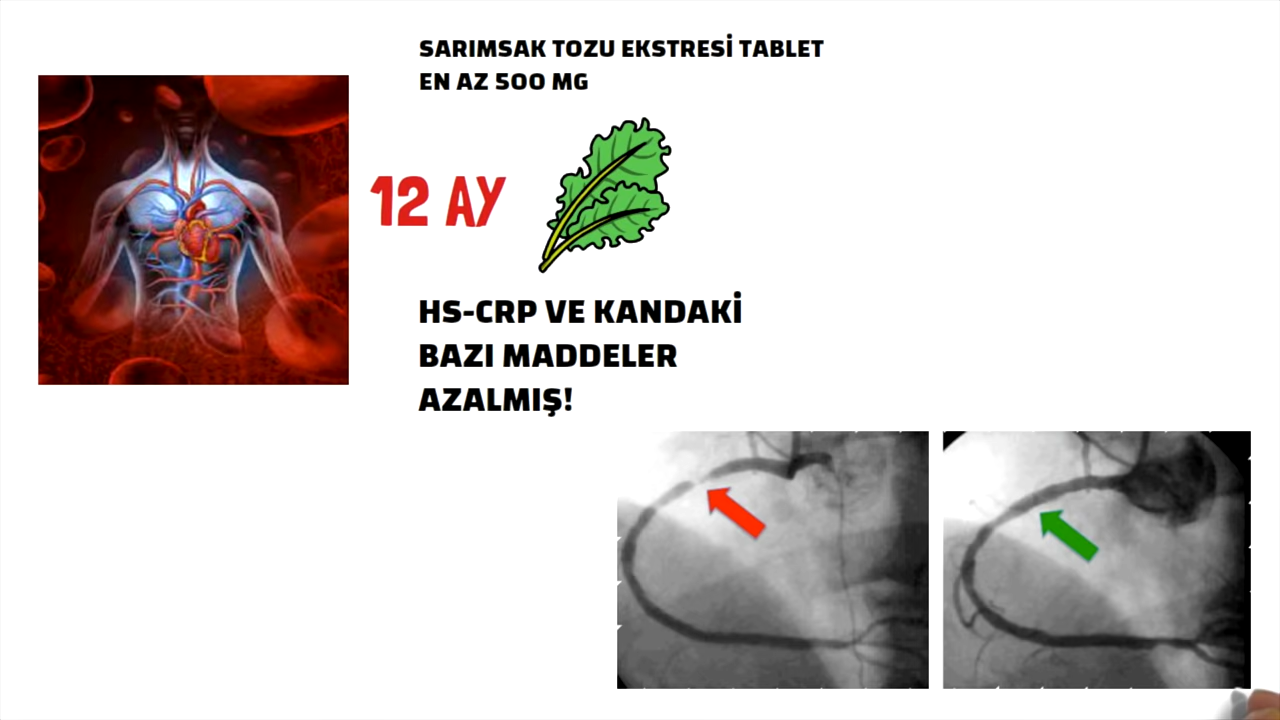 SARIMSAK TOZU EKSTRESİ TABLET
EN AZ 500 MG
12 AY
HS-CRP VE KANDAKİ
BAZI MADDELER
AZALMIŞ!